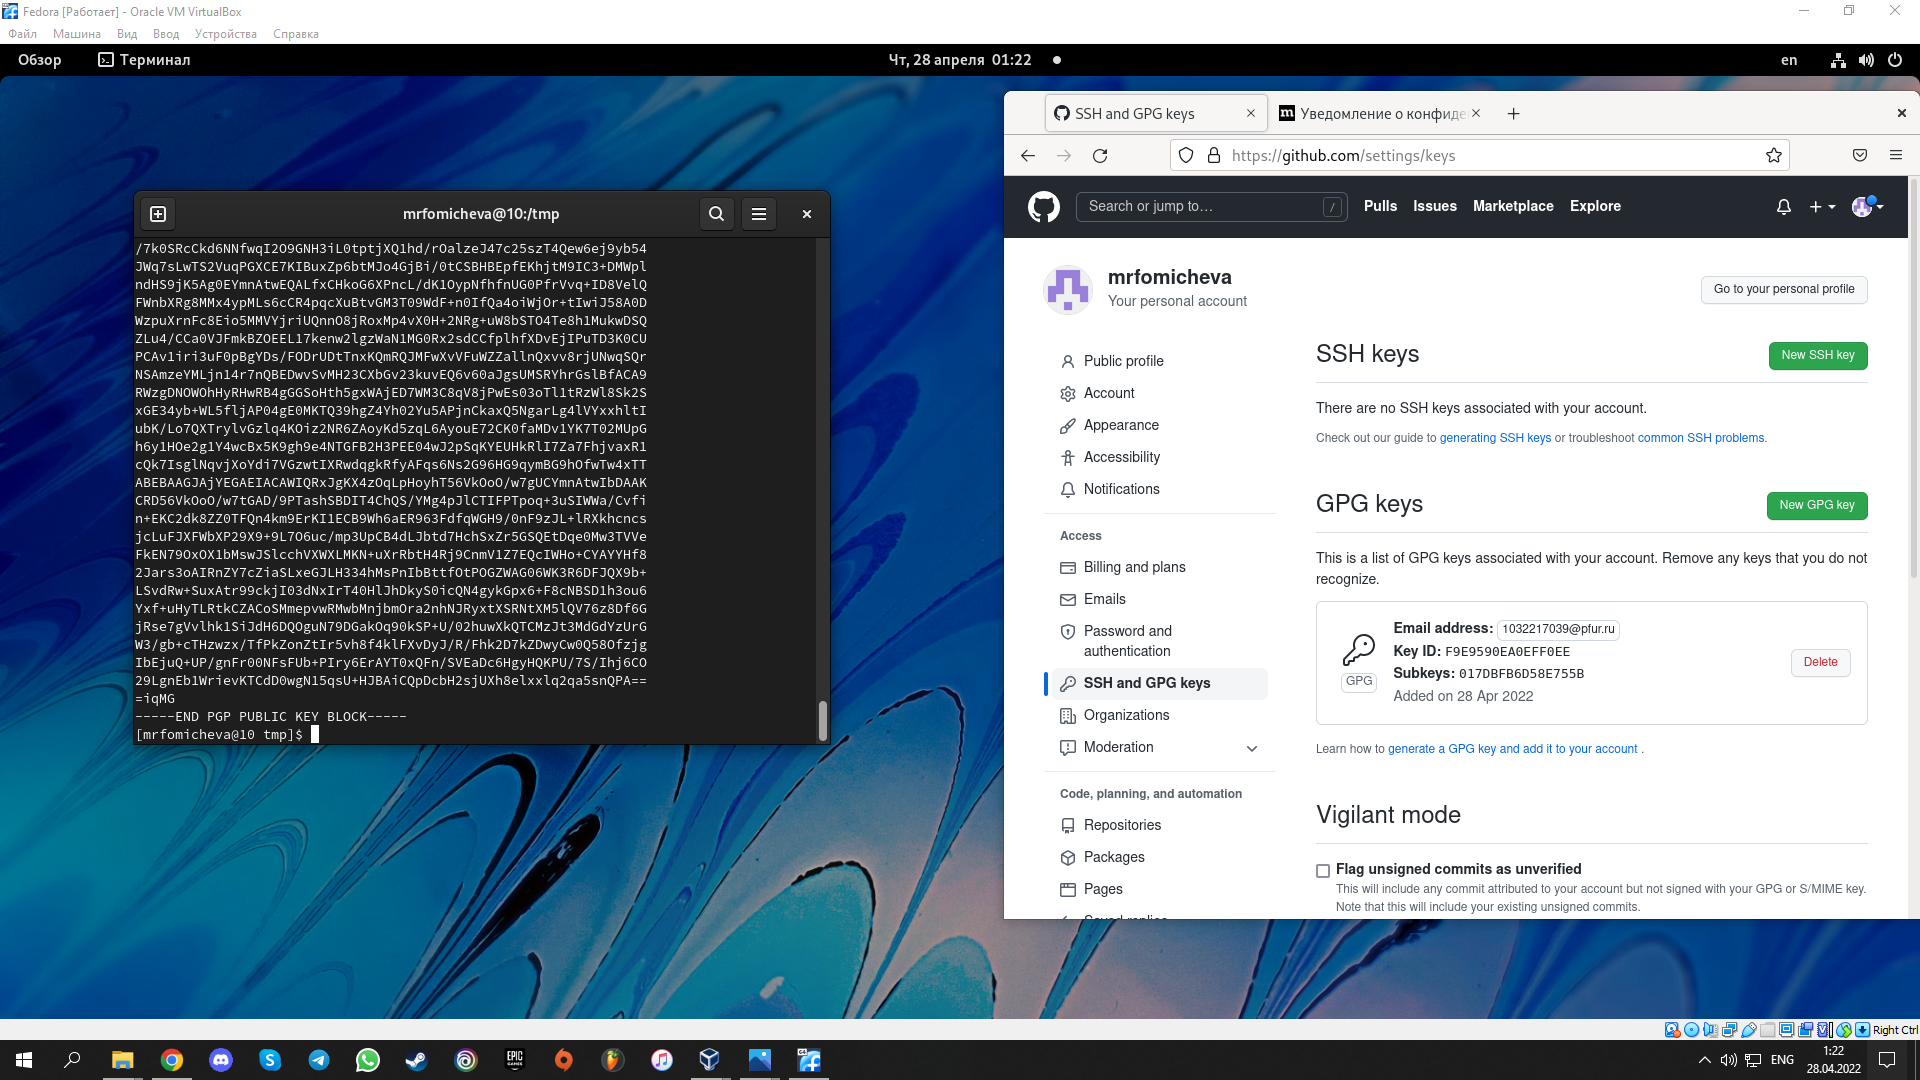 Fedora [Работает] - Oracle VM VirtualBox
Файл Машина Вид Ввод Устройства Справка
Обзор Терминал Чт, 28 апреля 01:22 en
mrfomicheva@10:/tmp
/7k0SRcCkd6NNfwqI2O9GNH3iL0tptjXQ1hd/rOalzeJ47c25szT4Qew6ej9yb54
JWq7sLwTS2VuqPGXCE7KIBuxZp6btMJo4GjBi/0tCSBHBEpfEKhjtM9IC3+DMWpl
ndHS9jK5Ag0EYmnAtwEQALfxCHkoG6XPncL/dK1OypNfhfnUG0PfrVvq+ID8VelQ
FWnbXRg8MMx4ypMLs6cCR4pqcXuBtvGM3T09WdF+n0IfQa4oiWjOr+tIwiJ58A0D
WzpuXrnFc8Eio5MMVYjriUQnnO8jRoxMp4vX0H+2NRg+uW8bSTO4Te8h1MukwDSQ
ZLu4/CCa0VJFmkBZOEEL17kenw2lgzWaN1MG0Rx2sdCCfplhfXDvEjIPuTD3K0CU
PCAv1iri3uF0pBgYDs/FODrUDtTnxKQmRQJMFwXvVFuWZZallnQxvv8rjUNwqSQr
NSAmzeYMLjn14r7nQBEDwvSvMH23CXbGv23kuvEQ6v60aJgsUMSRYhrGslBfACA9
RWzgDNOWOhHyRHwRB4gGGSoHth5gxWAjED7WM3C8qV8jPwEs03oTl1tRzWl8Sk2S
xGE34yb+WL5fljAP04gE0MKTQ39hgZ4Yh02Yu5APjnCkaxQ5NgarLg4lVYxxhltI
ubK/Lo7QXTrylvGzlq4KOiz2NR6ZAoyKd5zqL6AyouE72CK0faMDv1YK7T02MUpG
h6y1HOe2g1Y4wcBx5K9gh9e4NTGFB2H3PEE04wJ2pSqKYEUHkRlI7Za7FhjvaxR1
cQk7IsglNqvjXoYdi7VGzwtIXRwdqgkRfyAFqs6Ns2G96HG9qymBG9hOfwTw4xTT
ABEBAAGJAjYEGAEIACAWIQRxJgKX4zOqLpHoyhT56VkOoO/w7gUCYmnAtwIbDAAK
CRD56VkOoO/w7tGAD/9PTashSBDIT4ChQS/YMg4pJlCTIFPTpoq+3uSIWWa/Cvfi
n+EKC2dk8ZZ0TFQn4km9ErKI1ECB9Wh6aER963FdfqWGH9/0nF9zJL+lRXkhcncs
jcLuFJXFWbXP29X9+9L7O6uc/mp3UpCB4dLJbtd7HchSxZr5GSQEtDqe0Mw3TVVe
FkEN79OxOX1bMswJSlcchVXWXLMKN+uXrRbtH4Rj9CnmV1Z7EQcIWHo+CYAYYHf8
2Jars3oAIRnZY7cZiaSLxeGJLH334hMsPnIbBttfOtPOGZWAG06WK3R6DFJQX9b+
LSvdRw+SuxAtr99ckjI03dNxIrT40HlJhDkyS0icQN4gykGpx6+F8cNBSD1h3ou6
Yxf+uHyTLRtkCZACoSMmepvwRMwbMnjbmOra2nhNJRyxtXSRNtXM5lQV76z8Df6G
jRse7gVvlhk1SiJdH6DQOguN79DGakOq90kSP+U/02huwXkQTCMzJt3MdGdYzUrG
W3/gb+cTHzwzx/TfPkZonZtIr5vh8f4klFXvDyJ/R/Fhk2D7kZDwyCw0Q58Ofzjg
IbEjuQ+UP/gnFr00NFsFUb+PIry6ErAYT0xQFn/SVEaDc6HgyHQKPU/7S/Ihj6CO
29LgnEb1WrievKTCdD0wgN15qsU+HJBAiCQpDcbH2sjUXh8elxxlq2qa5snQPA==
=iqMG
-----END PGP PUBLIC KEY BLOCK-----
[mrfomicheva@10 tmp]$
SSH and GPG keys Уведомление о конфиде
https://github.com/settings/keys
Search or jump to… / Pulls Issues Marketplace Explore
mrfomicheva
Your personal account
Go to your personal profile
Public profile
Account
Appearance
Accessibility
Notifications
Access
Billing and plans
Emails
Password and
authentication
SSH and GPG keys
Organizations
Moderation
Code, planning, and automation
Repositories
Packages
Pages
Saved replies
SSH keys
New SSH key
There are no SSH keys associated with your account.
Check out our guide to generating SSH keys or troubleshoot common SSH problems.
GPG keys
New GPG key
This is a list of GPG keys associated with your account. Remove any keys that you do not
recognize.
GPG
Email address: 1032217039@pfur.ru
Key ID: F9E9590EA0EFF0EE
Subkeys: 017DBFB6D58E755B
Added on 28 Apr 2022
Delete
Learn how to generate a GPG key and add it to your account .
Vigilant mode
Flag unsigned commits as unverified
This will include any commit attributed to your account but not signed with your GPG or S/MIME key.
Note that this will include your existing unsigned commits.
Right Ctrl
EPIC GAMES
ENG
1:22
28.04.2022